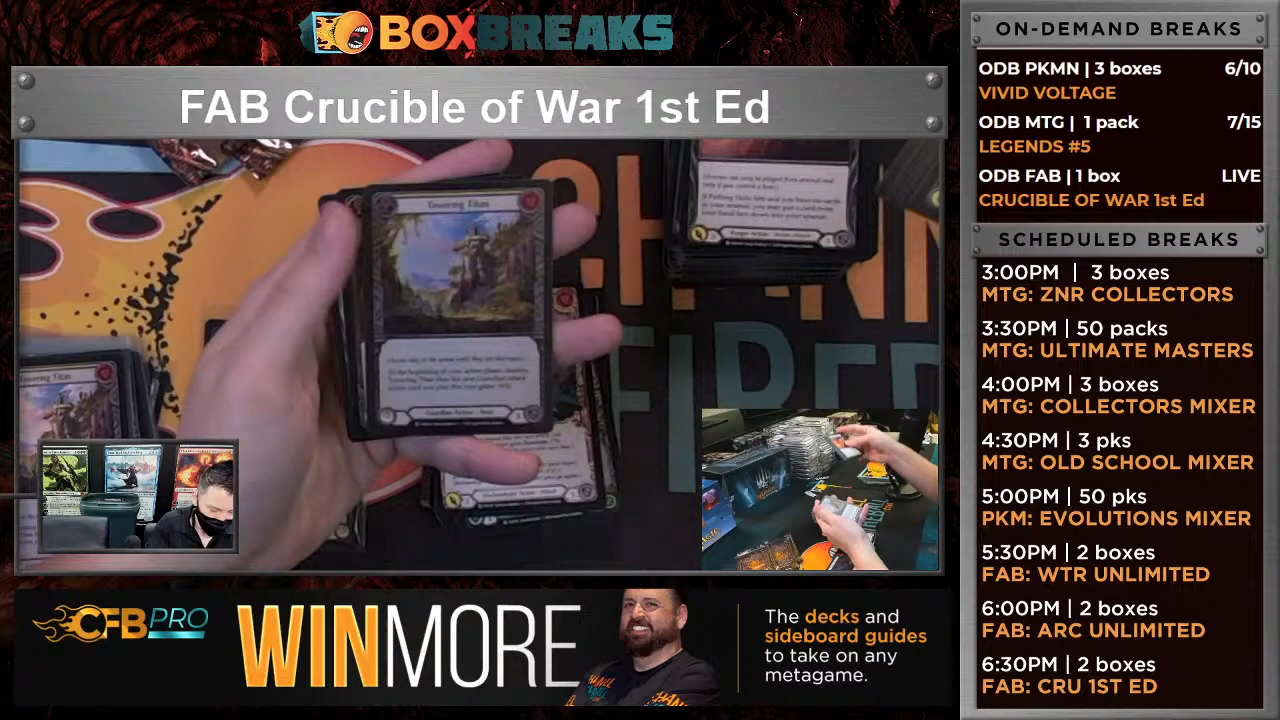 BOXBREAKS
FAB Crucible of War 1st Ed
Towering Titan
Guardian Action - Aura
Towering Titan
CFBPRO
WINMORE
The decks and
sideboard guides
to take on any
metagame.
ON-DEMAND BREAKS
ODB PKMN | 3 boxes 6/10
VIVID VOLTAGE
ODB MTG | 1 pack 7/15
LEGENDS #5
ODB FAB | 1 box LIVE
CRUCIBLE OF WAR 1st Ed
SCHEDULED BREAKS
3:00PM | 3 boxes
MTG: ZNR COLLECTORS
3:30PM | 50 packs
MTG: ULTIMATE MASTERS
4:00PM | 3 boxes
MTG: COLLECTORS MIXER
4:30PM | 3 pks
MTG: OLD SCHOOL MIXER
5:00PM | 50 pks
PKM: EVOLUTIONS MIXER
5:30PM | 2 boxes
FAB: WTR UNLIMITED
6:00PM | 2 boxes
FAB: ARC UNLIMITED
6:30PM | 2 boxes
FAB: CRU 1ST ED